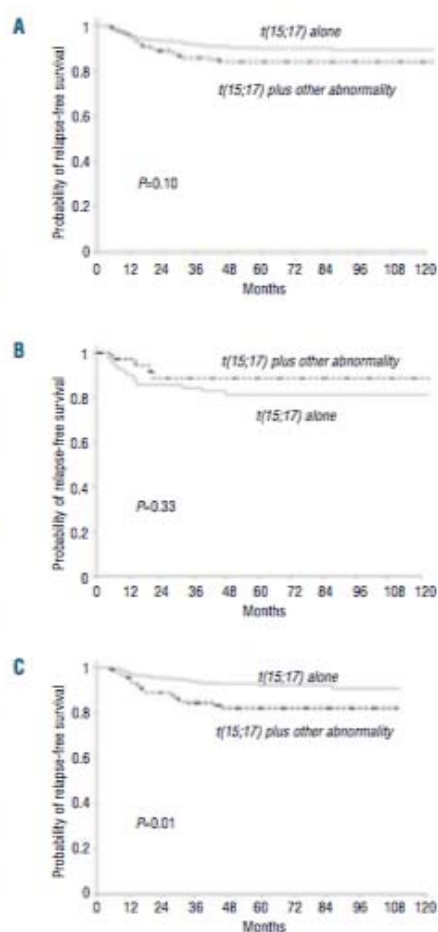 A
Probability of relapse-free survival
1
0.8
0.6
0.4
0.2
0
t(15;17) alone
t(15;17) plus other abnormality
P=0.10
0 12 24 36 48 60 72 84 96 108 120
Months
B
Probability of relapse-free survival
1
0.8
0.6
0.4
0.2
0
t(15;17) plus other abnormality
t(15;17) alone
P=0.33
0 12 24 36 48 60 72 84 96 108 120
Months
C
Probability of relapse-free survival
1
0.8
0.6
0.4
0.2
0
t(15;17) alone
t(15;17) plus other abnormality
P=0.01
0 12 24 36 48 60 72 84 96 108 120
Months